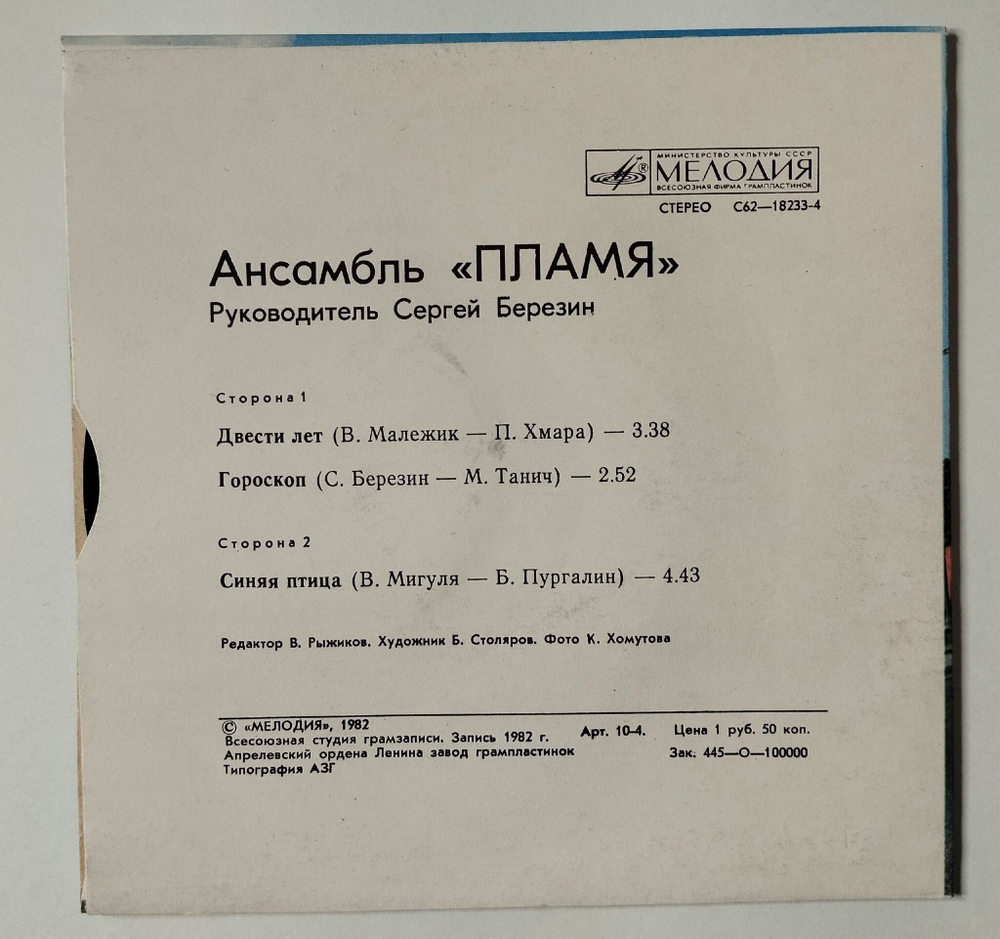 МИНИСТЕРСТВО КУЛЬТУРЫ СССР
® МЕЛОДИЯ
ВСЕСОЮЗНАЯ ФИРМА ГРАМПЛАСТИНОК
СТЕРЕО С62—18233-4
Ансамбль «ПЛАМЯ»
Руководитель Сергей Березин
Сторона 1
Двести лет (В. Малежик — П. Хмара) — 3.38
Гороскоп (С. Березин — М. Танич) — 2.52
Сторона 2
Синяя птица (В. Мигуля — Б. Пургалин) — 4.43
Редактор В. Рыжиков. Художник Б. Столяров. Фото К. Хомутова
© «МЕЛОДИЯ», 1982
Всесоюзная студия грамзаписи. Запись 1982 г. Арт. 10-4. Цена 1 руб. 50 коп.
Апрелевский ордена Ленина завод грампластинок Зак. 445—О—100000
Типография АЗГ